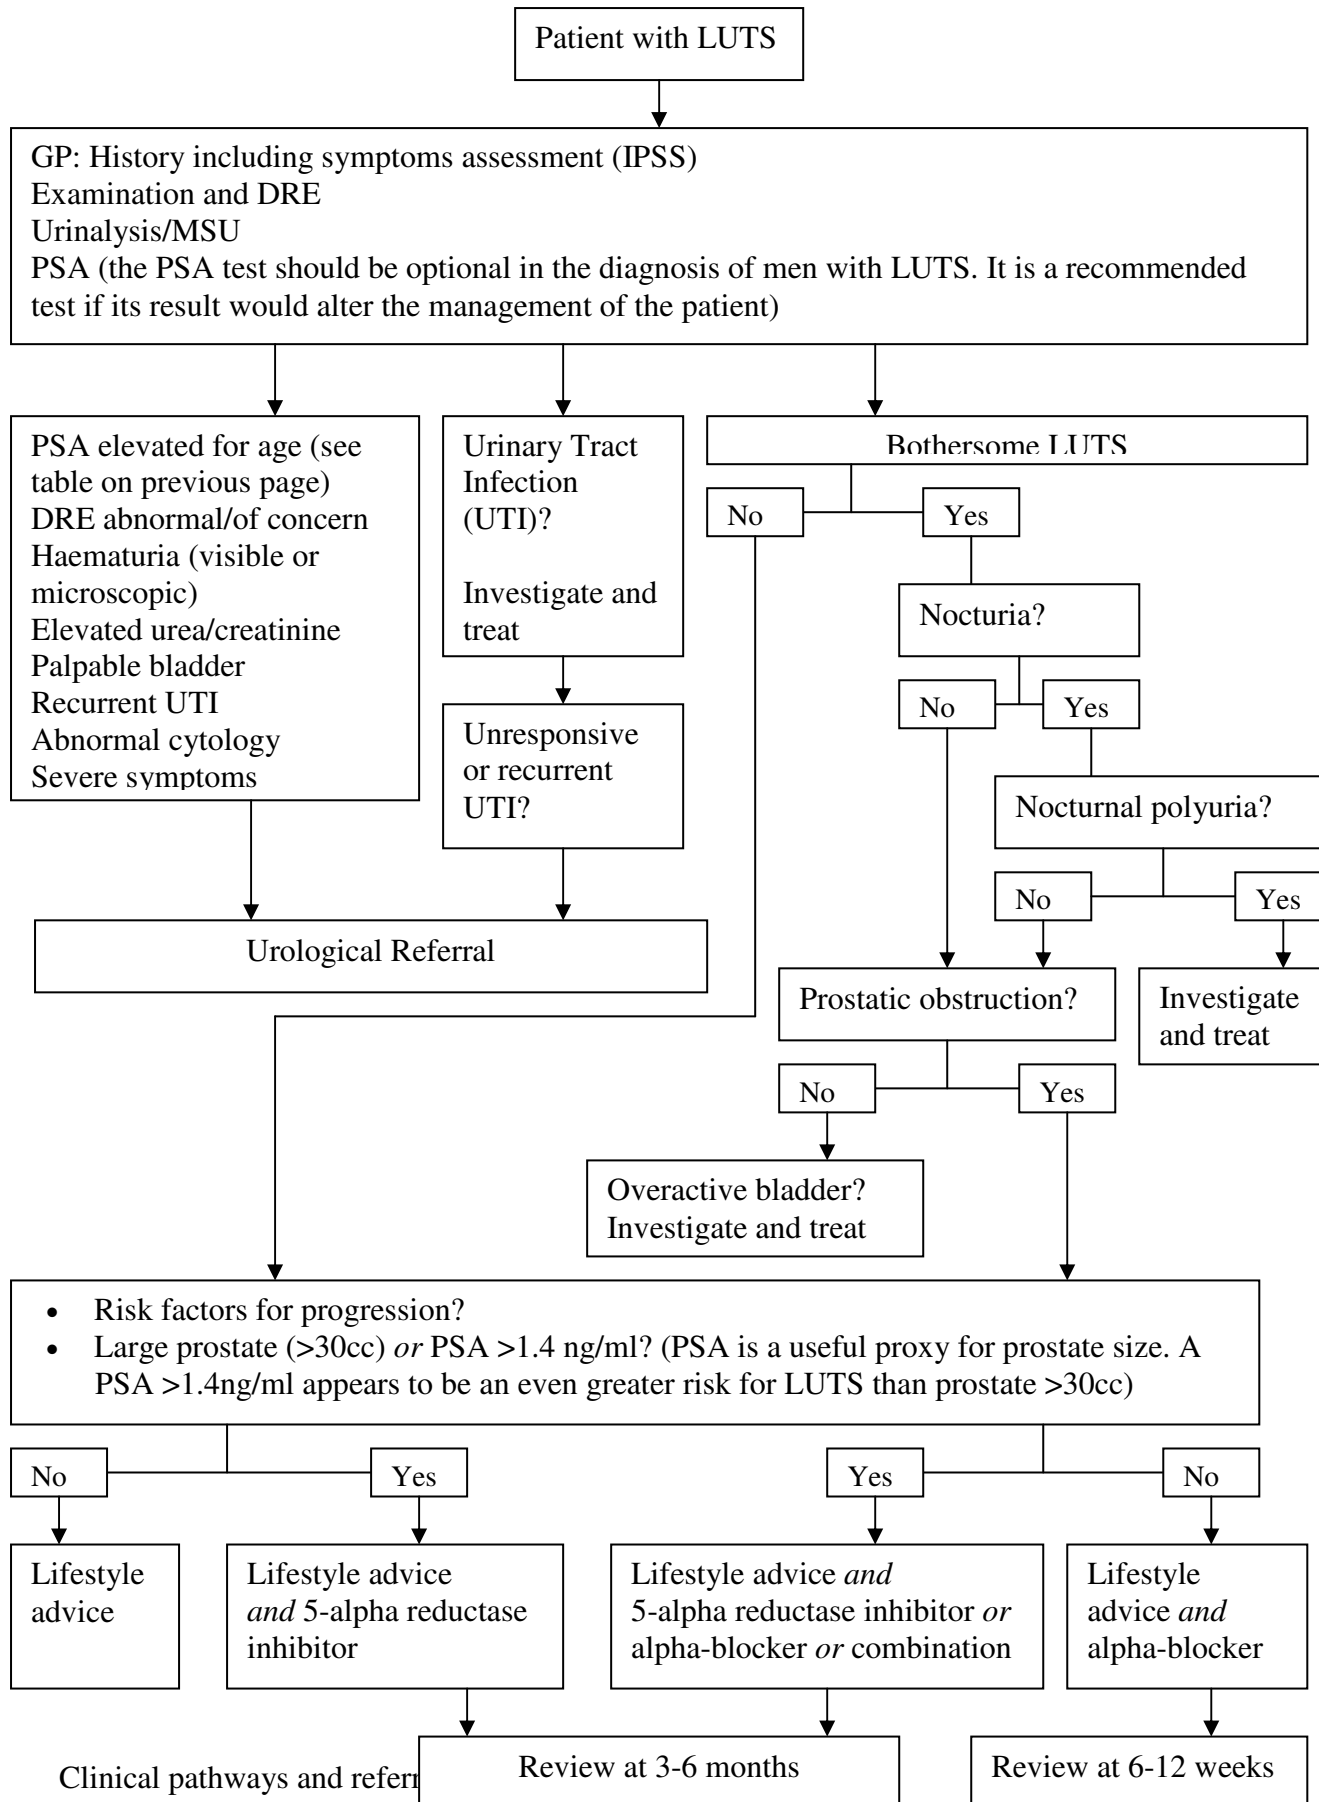 Patient with LUTS
GP: History including symptoms assessment (IPSS)
Examination and DRE
Urinalysis/MSU
PSA (the PSA test should be optional in the diagnosis of men with LUTS. It is a recommended
test if its result would alter the management of the patient)
PSA elevated for age (see
table on previous page)
DRE abnormal/of concern
Haematuria (visible or
microscopic)
Elevated urea/creatinine
Palpable bladder
Recurrent UTI
Abnormal cytology
Severe symptoms
Urinary Tract
Infection
(UTI)?
Investigate and
treat
Unresponsive
or recurrent
UTI?
Urological Referral
Bothersome LUTS
No
Yes
Nocturia?
No
Yes
Nocturnal polyuria?
No
Yes
Prostatic obstruction?
Investigate
and treat
No
Yes
Overactive bladder?
Investigate and treat
• Risk factors for progression?
• Large prostate (>30cc) or PSA >1.4 ng/ml? (PSA is a useful proxy for prostate size. A
PSA >1.4ng/ml appears to be an even greater risk for LUTS than prostate >30cc)
No
Yes
Yes
No
Lifestyle
advice
Lifestyle advice
and 5-alpha reductase
inhibitor
Lifestyle advice and
5-alpha reductase inhibitor or
alpha-blocker or combination
Lifestyle
advice and
alpha-blocker
Review at 3-6 months
Review at 6-12 weeks
Clinical pathways and